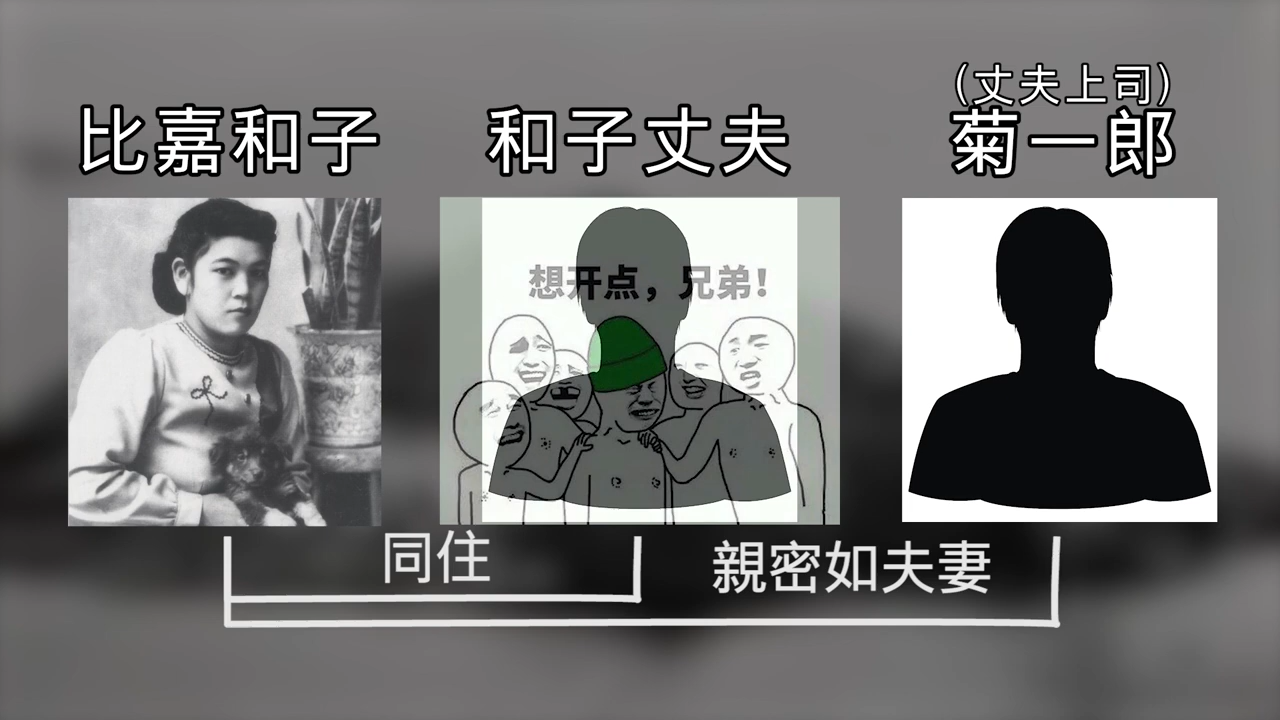 比嘉和子
和子丈夫
(丈夫上司)
菊一郎
想开点，兄弟！
同住
親密如夫妻